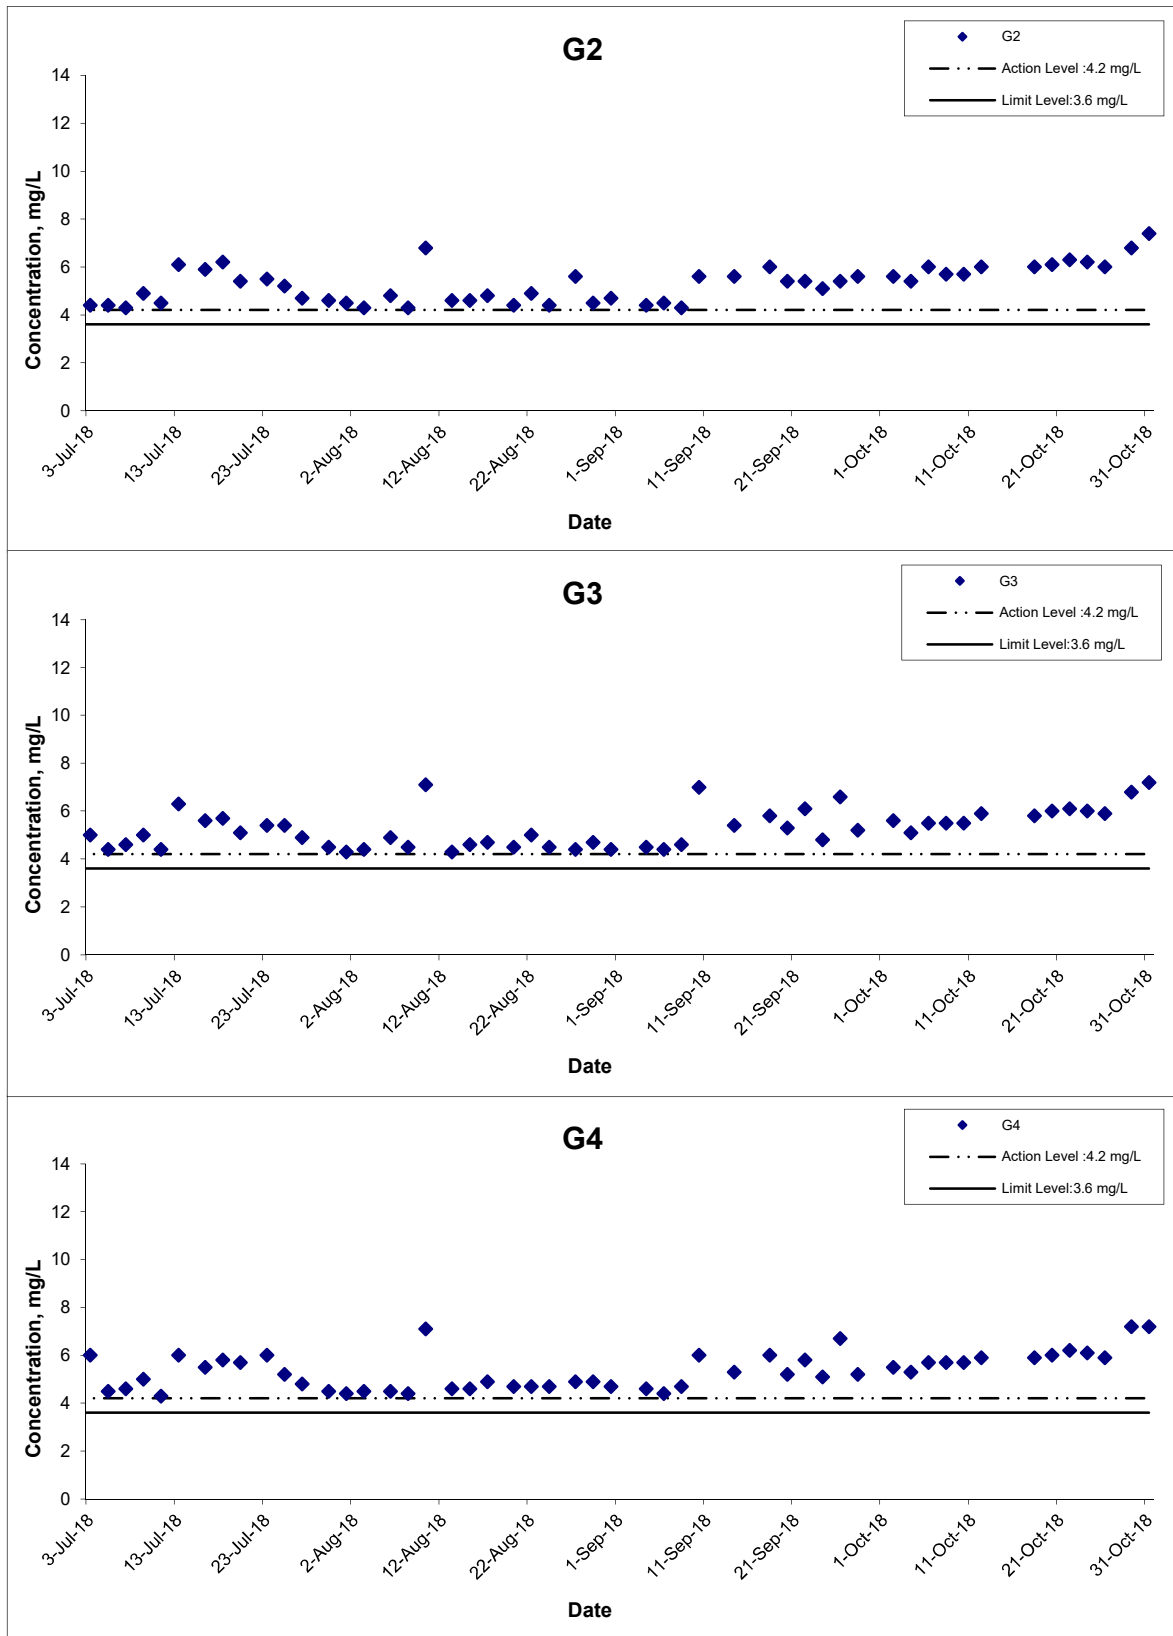 G2
G2
Action Level :4.2 mg/L
Limit Level:3.6 mg/L
Concentration, mg/L
14
12
10
8
6
4
2
0
3-Jul-18
13-Jul-18
23-Jul-18
2-Aug-18
12-Aug-18
22-Aug-18
1-Sep-18
11-Sep-18
21-Sep-18
1-Oct-18
11-Oct-18
21-Oct-18
31-Oct-18
Date
G3
G3
Action Level :4.2 mg/L
Limit Level:3.6 mg/L
Concentration, mg/L
14
12
10
8
6
4
2
0
3-Jul-18
13-Jul-18
23-Jul-18
2-Aug-18
12-Aug-18
22-Aug-18
1-Sep-18
11-Sep-18
21-Sep-18
1-Oct-18
11-Oct-18
21-Oct-18
31-Oct-18
Date
G4
G4
Action Level :4.2 mg/L
Limit Level:3.6 mg/L
Concentration, mg/L
14
12
10
8
6
4
2
0
3-Jul-18
13-Jul-18
23-Jul-18
2-Aug-18
12-Aug-18
22-Aug-18
1-Sep-18
11-Sep-18
21-Sep-18
1-Oct-18
11-Oct-18
21-Oct-18
31-Oct-18
Date